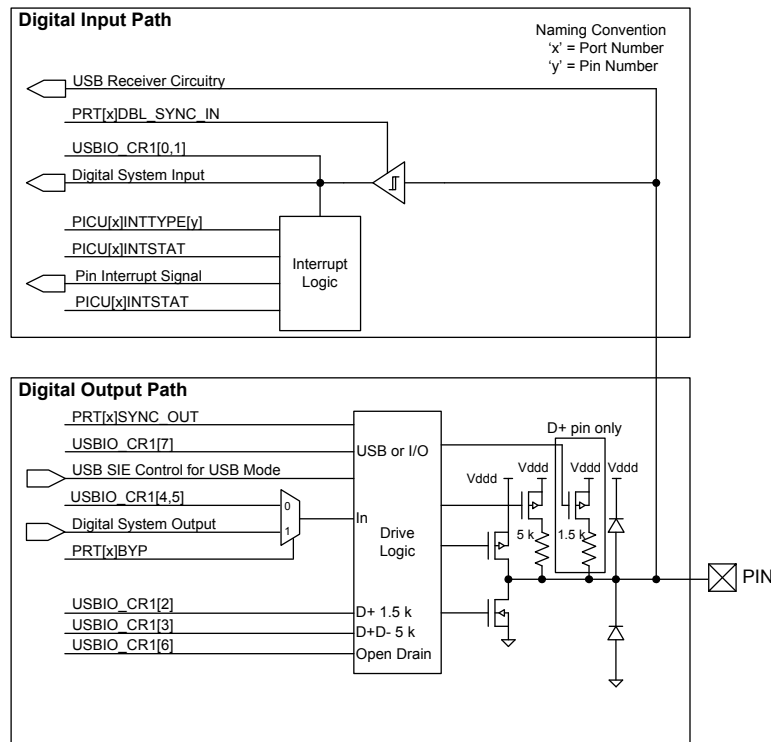 Digital Input Path
Naming Convention
'x' = Port Number
'y' = Pin Number
USB Receiver Circuitry
PRT[x]DBL_SYNC_IN
USBIO_CR1[0,1]
Digital System Input
PICU[x]INTTYPE[y]
PICU[x]INTSTAT
Pin Interrupt Signal
PICU[x]INTSTAT
Interrupt
Logic
Digital Output Path
PRT[x]SYNC_OUT
USBIO_CR1[7]
USB SIE Control for USB Mode
USBIO_CR1[4,5]
Digital System Output
PRT[x]BYP
0
1
USB or I/O
In
Drive
Logic
D+ pin only
Vddd
Vddd
Vddd
Vddd
5 k
1.5 k
PIN
USBIO_CR1[2]
USBIO_CR1[3]
USBIO_CR1[6]
D+ 1.5 k
D+D- 5 k
Open Drain